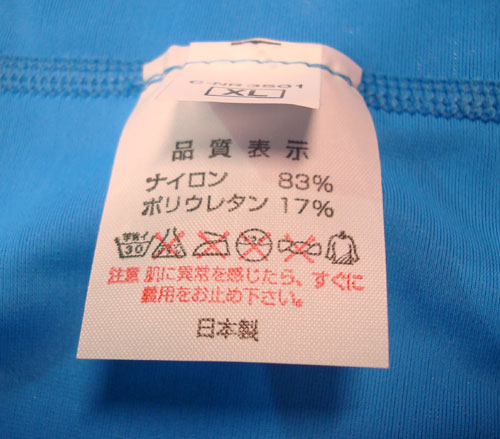 C-NR 3501
XL
品質表示
ナイロン 83%
ポリウレタン 17%
30
注意 肌に異常を感じたら、すぐに
着用をお止め下さい。
日本製